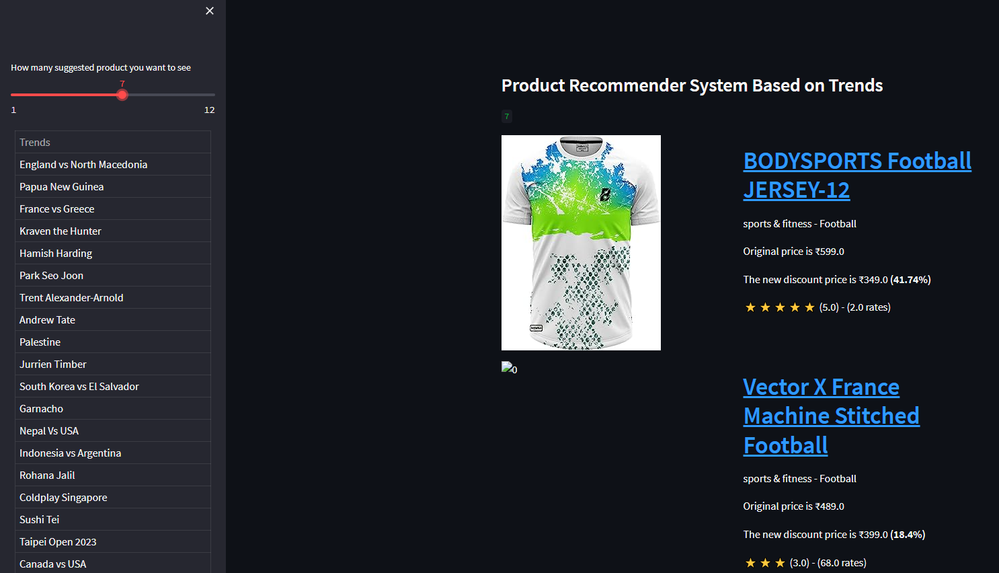 How many suggested product you want to see
7
1 12
Trends
England vs North Macedonia
Papua New Guinea
France vs Greece
Kraven the Hunter
Hamish Harding
Park Seo Joon
Trent Alexander-Arnold
Andrew Tate
Palestine
Jurrien Timber
South Korea vs El Salvador
Garnacho
Nepal Vs USA
Indonesia vs Argentina
Rohana Jalil
Coldplay Singapore
Sushi Tei
Taipei Open 2023
Canada vs USA
Product Recommender System Based on Trends
7
BODYSPORTS Football
JERSEY-12
sports & fitness - Football
Original price is ₹599.0
The new discount price is ₹349.0 (41.74%)
(5.0) - (2.0 rates)
0
Vector X France
Machine Stitched
Football
sports & fitness - Football
Original price is ₹489.0
The new discount price is ₹399.0 (18.4%)
(3.0) - (68.0 rates)